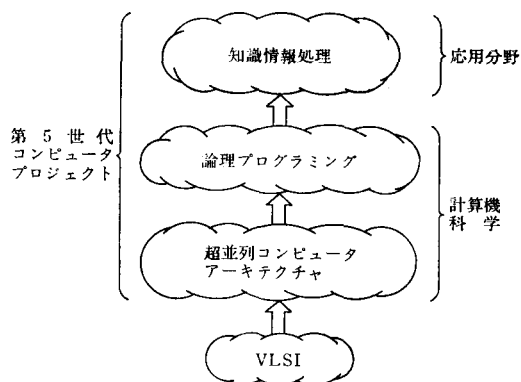 知識情報処理
応用分野
第5世代
コンピュータ
プロジェクト
論理プログラミング
計算機
科学
超並列コンピュータ
アーキテクチャ
VLSI